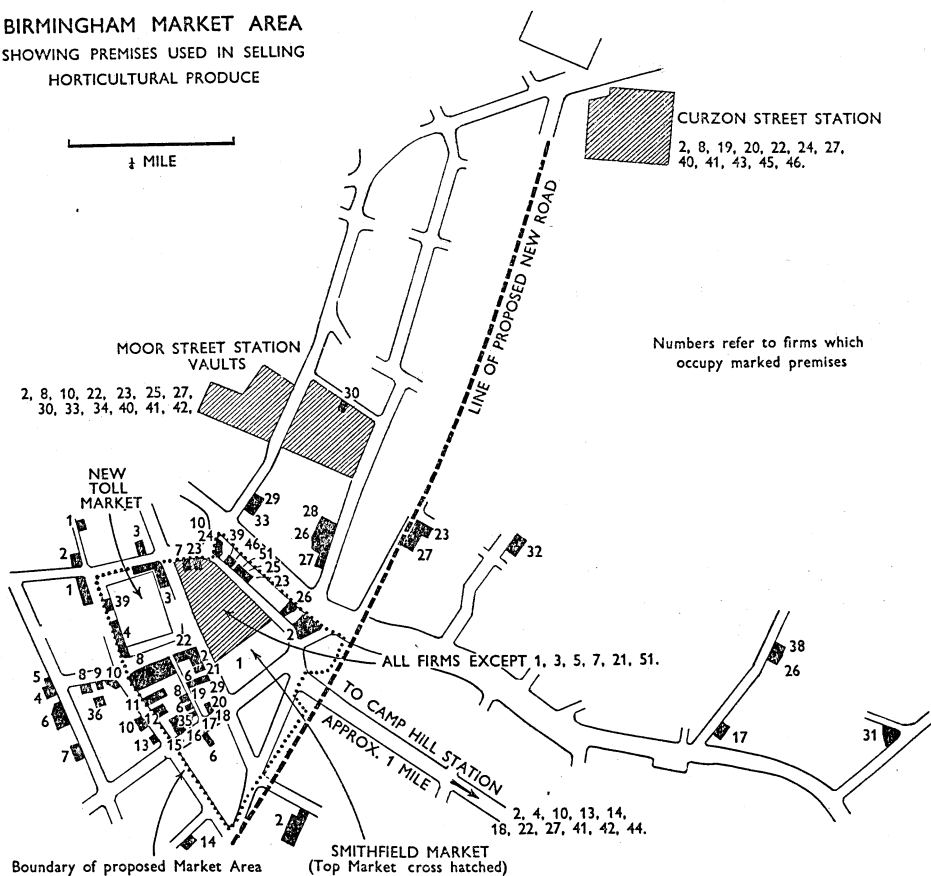 BIRMINGHAM MARKET AREA
SHOWING PREMISES USED IN SELLING
HORTICULTURAL PRODUCE
¼ MILE
CURZON STREET STATION
2, 8, 19, 20, 22, 24, 27,
40, 41, 43, 45, 46.
LINE OF PROPOSED NEW ROAD
Numbers refer to firms which
occupy marked premises
MOOR STREET STATION
VAULTS
2, 8, 10, 22, 23, 25, 27,
30, 33, 34, 40, 41, 42,
30
NEW
TOLL
MARKET
29
33
28
26
27
23
27
32
1
2
1
3
7
23
10
24
39
46
51
25
23
26
2
39
3
4
38
26
17
31
ALL FIRMS EXCEPT 1, 3, 5, 7, 21, 51.
1
5
4
6
7
8-9
10
8
22
2
21
6
29
36
11
8
19
20
10
12
6
35
17
18
13
15
16
6
TO CAMP HILL STATION
APPROX. 1 MILE
2, 4, 10, 13, 14,
18, 22, 27, 41, 42, 44.
2
14
Boundary of proposed Market Area
SMITHFIELD MARKET
(Top Market cross hatched)